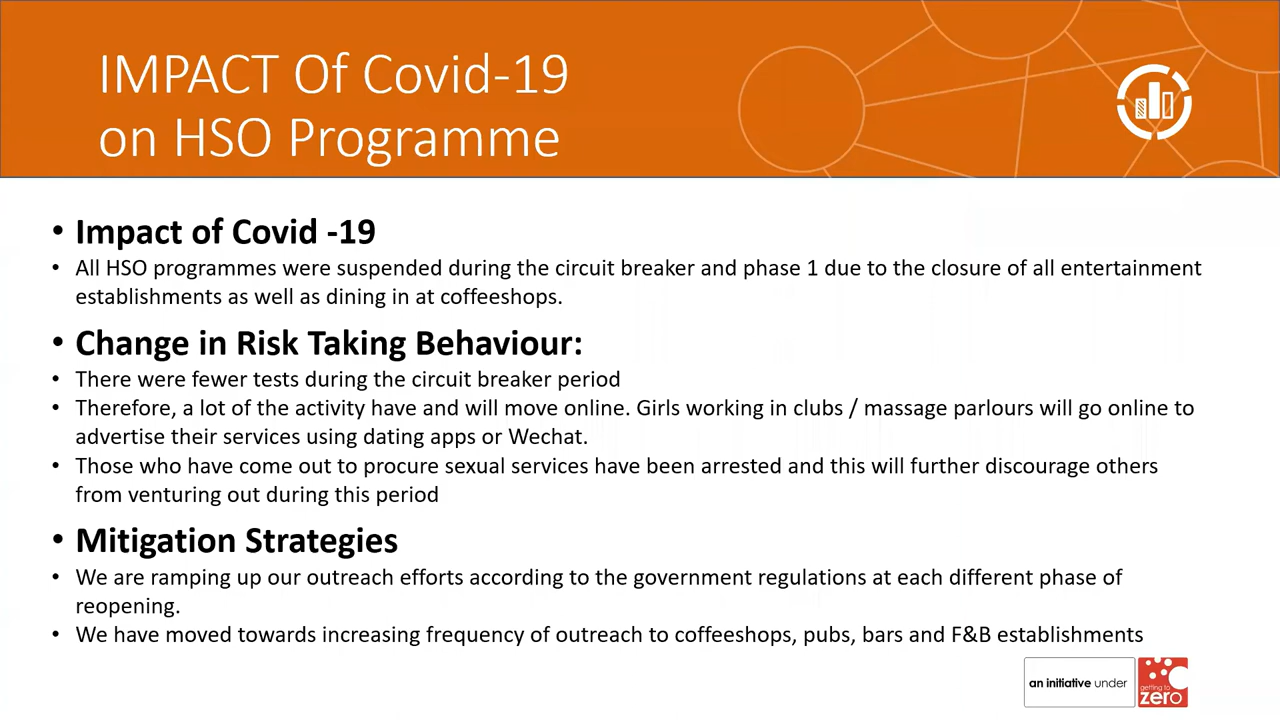 IMPACT Of Covid-19
on HSO Programme
• Impact of Covid -19
• All HSO programmes were suspended during the circuit breaker and phase 1 due to the closure of all entertainment
establishments as well as dining in at coffeeshops.
• Change in Risk Taking Behaviour:
• There were fewer tests during the circuit breaker period
• Therefore, a lot of the activity have and will move online. Girls working in clubs / massage parlours will go online to
advertise their services using dating apps or Wechat.
• Those who have come out to procure sexual services have been arrested and this will further discourage others
from venturing out during this period
• Mitigation Strategies
• We are ramping up our outreach efforts according to the government regulations at each different phase of
reopening.
• We have moved towards increasing frequency of outreach to coffeeshops, pubs, bars and F&B establishments
an initiative under
getting to
zero